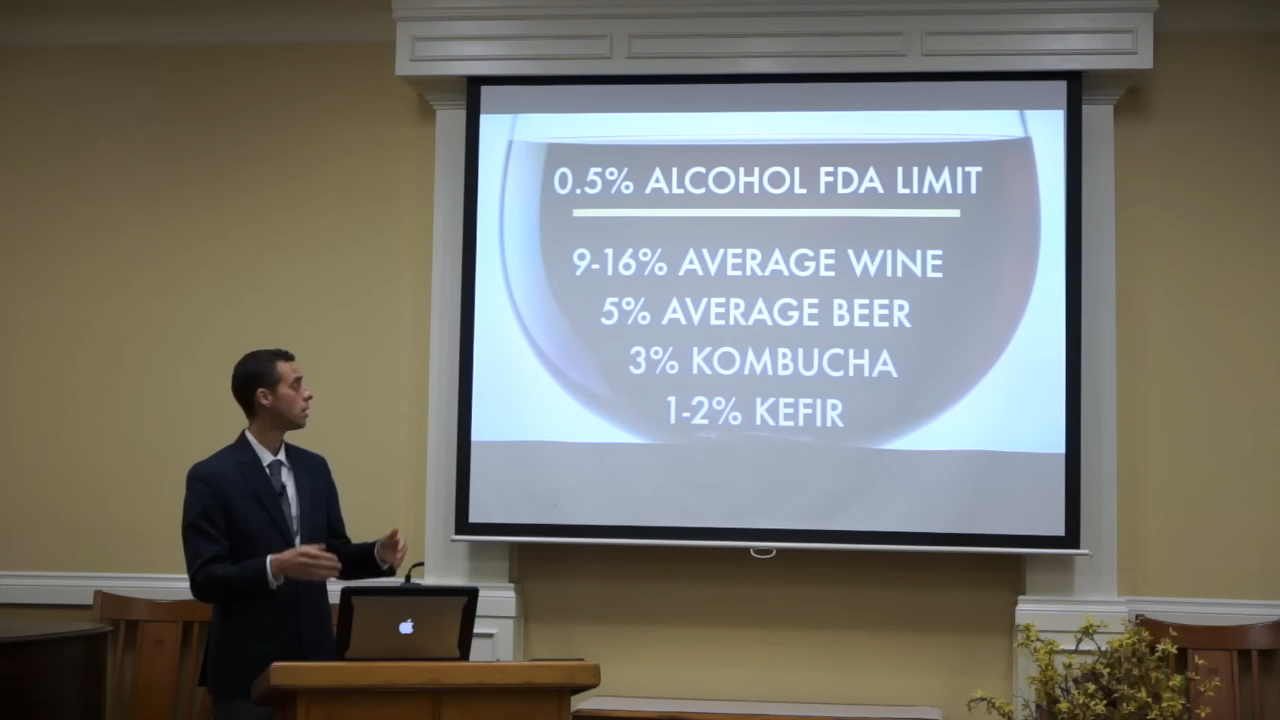 0.5% ALCOHOL FDA LIMIT
9-16% AVERAGE WINE
5% AVERAGE BEER
3% KOMBUCHA
1-2% KEFIR